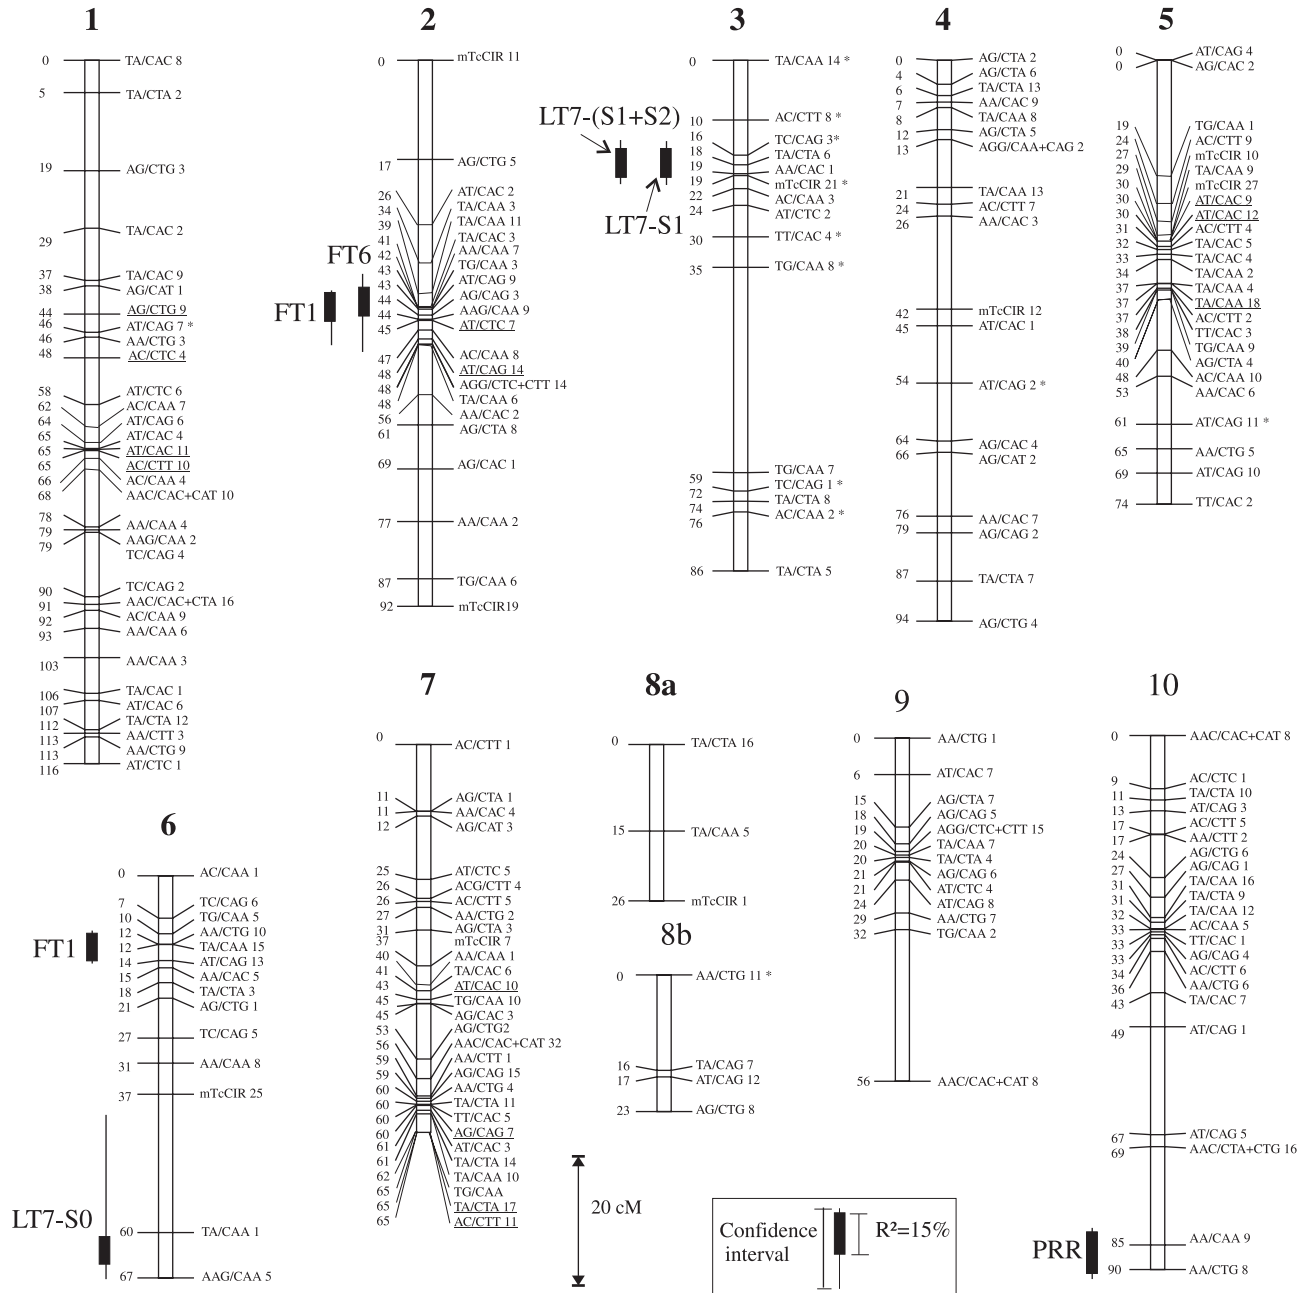 1
0 TA/CAC 8
5 TA/CTA 2
19 AG/CTG 3
29 TA/CAC 2
37 TA/CAC 9
38 AG/CAT 1
44 AG/CTG 9
46 AT/CAG 7 *
46 AA/CTG 3
48 AC/CTC 4
58 AT/CTC 6
62 AC/CAA 7
64 AT/CAG 6
65 AT/CAC 4
65 AT/CAC 11
65 AC/CTT 10
66 AC/CAA 4
68 AAC/CAC+CAT 10
78 AA/CAA 4
79 AAG/CAA 2
79 TC/CAG 4
90 TC/CAG 2
91 AAC/CAC+CTA 16
92 AC/CAA 9
93 AA/CAA 6
103 AA/CAA 3
106 TA/CAC 1
107 AT/CAC 6
112 TA/CTA 12
113 AA/CTT 3
113 AA/CTG 9
116 AT/CTC 1
2
0 mTcCIR 11
17 AG/CTG 5
26 AT/CAC 2
34 TA/CAA 3
39 TA/CAA 11
41 TA/CAC 3
42 AA/CAA 7
43 TG/CAA 3
43 AT/CAG 9
44 AG/CAG 3
44 AAG/CAA 9
45 AT/CTC 7
47 AC/CAA 8
48 AT/CAG 14
48 AGG/CTC+CTT 14
48 TA/CAA 6
56 AA/CAC 2
61 AG/CTA 8
69 AG/CAC 1
77 AA/CAA 2
87 TG/CAA 6
92 mTcCIR19
FT6
FT1
3
0 TA/CAA 14 *
10 AC/CTT 8 *
16 TC/CAG 3*
18 TA/CTA 6
19 AA/CAC 1
19 mTcCIR 21 *
22 AC/CAA 3
24 AT/CTC 2
30 TT/CAC 4 *
35 TG/CAA 8 *
59 TG/CAA 7
72 TC/CAG 1 *
74 TA/CTA 8
76 AC/CAA 2 *
86 TA/CTA 5
LT7-(S1+S2)
LT7-S1
4
0 AG/CTA 2
4 AG/CTA 6
6 TA/CTA 13
7 AA/CAC 9
8 TA/CAA 8
12 AG/CTA 5
13 AGG/CAA+CAG 2
21 TA/CAA 13
24 AC/CTT 7
26 AA/CAC 3
42 mTcCIR 12
45 AT/CAC 1
54 AT/CAG 2 *
64 AG/CAC 4
66 AG/CAT 2
76 AA/CAC 7
79 AG/CAG 2
87 TA/CTA 7
94 AG/CTG 4
5
0 AT/CAG 4
0 AG/CAC 2
19 TG/CAA 1
24 AC/CTT 9
27 mTcCIR 10
29 TA/CAA 9
30 mTcCIR 27
30 AT/CAC 9
30 AT/CAC 12
31 AC/CTT 4
32 TA/CAC 5
33 TA/CAC 4
34 TA/CAA 2
37 TA/CAA 4
37 TA/CAA 18
37 AC/CTT 2
38 TT/CAC 3
39 TG/CAA 9
40 AG/CTA 4
48 AC/CAA 10
53 AA/CAC 6
61 AT/CAG 11 *
65 AA/CTG 5
69 AT/CAG 10
74 TT/CAC 2
6
0 AC/CAA 1
7 TC/CAG 6
10 TG/CAA 5
12 AA/CTG 10
12 TA/CAA 15
14 AT/CAG 13
15 AA/CAC 5
18 TA/CTA 3
21 AG/CTG 1
27 TC/CAG 5
31 AA/CAA 8
37 mTcCIR 25
60 TA/CAA 1
67 AAG/CAA 5
FT1
LT7-S0
7
0 AC/CTT 1
11 AG/CTA 1
11 AA/CAC 4
12 AG/CAT 3
25 AT/CTC 5
26 ACG/CTT 4
26 AC/CTT 5
27 AA/CTG 2
31 AG/CTA 3
37 mTcCIR 7
40 AA/CAA 1
41 TA/CAC 6
43 AT/CAC 10
45 TG/CAA 10
45 AG/CAC 3
53 AG/CTG2
56 AAC/CAC+CAT 32
59 AA/CTT 1
59 AG/CAG 15
60 AA/CTG 4
60 TA/CTA 11
60 TT/CAC 5
60 AG/CAG 7
61 AT/CAC 3
61 TA/CTA 14
62 TA/CAA 10
65 TG/CAA
65 TA/CTA 17
65 AC/CTT 11
8a
0 TA/CTA 16
15 TA/CAA 5
26 mTcCIR 1
8b
0 AA/CTG 11 *
16 TA/CAG 7
17 AT/CAG 12
23 AG/CTG 8
20 cM
9
0 AA/CTG 1
6 AT/CAC 7
15 AG/CTA 7
18 AG/CAG 5
19 AGG/CTC+CTT 15
20 TA/CAA 7
20 TA/CTA 4
21 AG/CAG 6
21 AT/CTC 4
24 AT/CAG 8
29 AA/CTG 7
32 TG/CAA 2
56 AAC/CAC+CAT 8
10
0 AAC/CAC+CAT 8
9 AC/CTC 1
11 TA/CTA 10
13 AT/CAG 3
17 AC/CTT 5
17 AA/CTT 2
24 AG/CTG 6
27 AG/CAG 1
31 TA/CAA 16
31 TA/CTA 9
32 TA/CAA 12
33 AC/CAA 5
33 TT/CAC 1
33 AG/CAG 4
34 AC/CTT 6
36 AA/CTG 6
43 TA/CAC 7
49 AT/CAG 1
67 AT/CAG 5
69 AAC/CTA+CTG 16
85 AA/CAA 9
90 AA/CTG 8
PRR
Confidence
interval
R²=15%